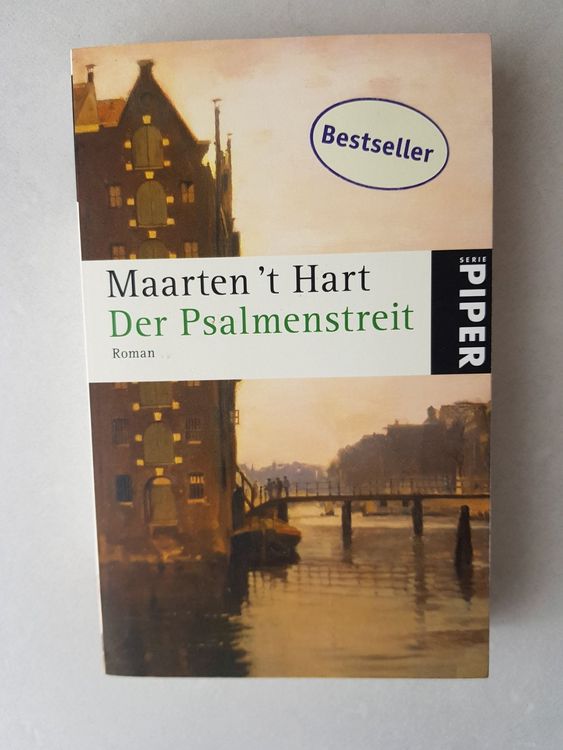 Bestseller
Maarten 't Hart
Der Psalmenstreit
Roman
SERIE
PIPER